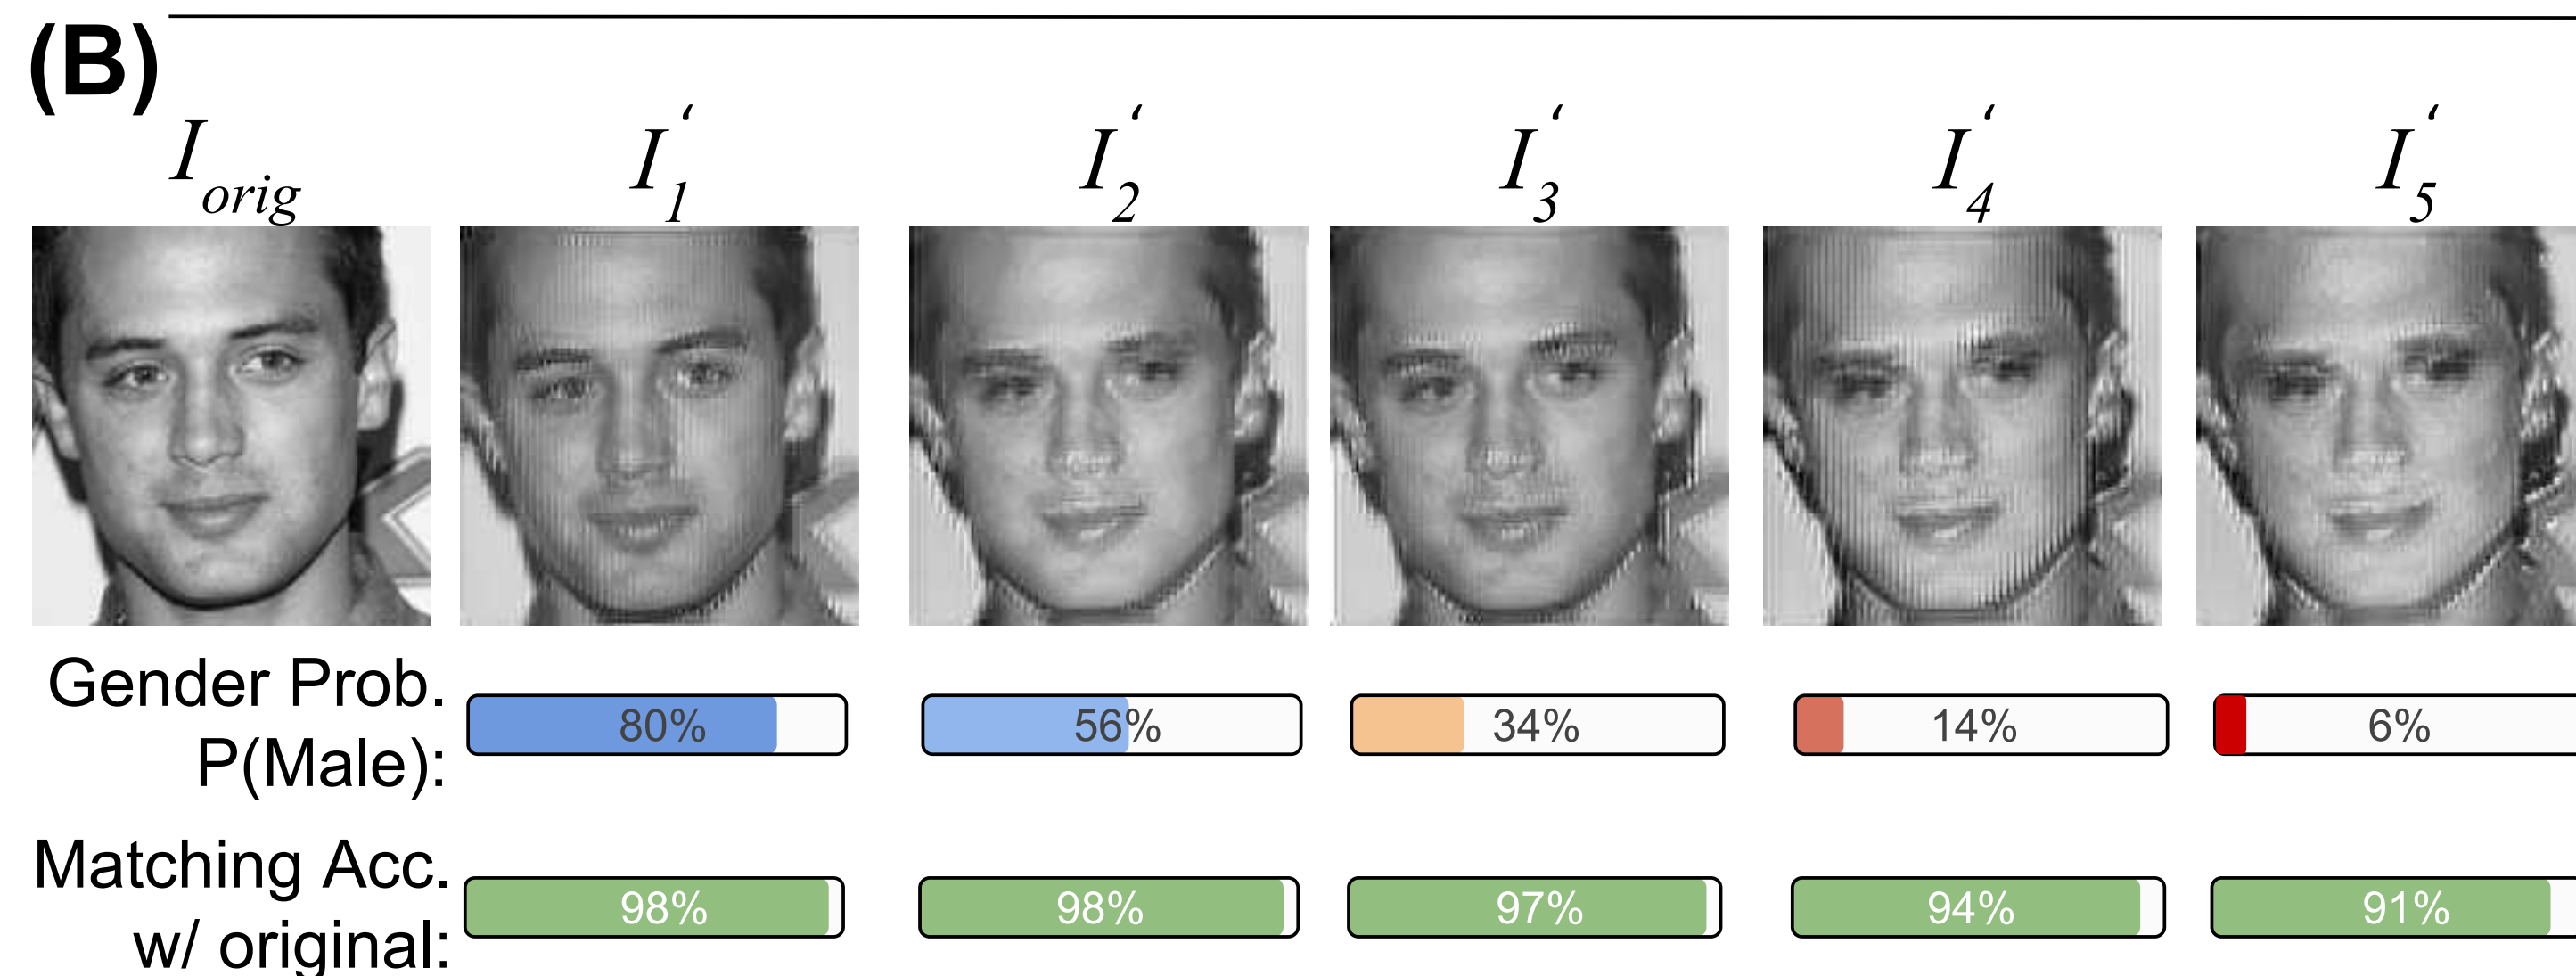 (B)
I orig I 1 ‘ I 2 ‘ I 3 ‘ I 4 ‘ I 5 ‘
Gender Prob.
P(Male): 80% 56% 34% 14% 6%
Matching Acc.
w/ original: 98% 98% 97% 94% 91%